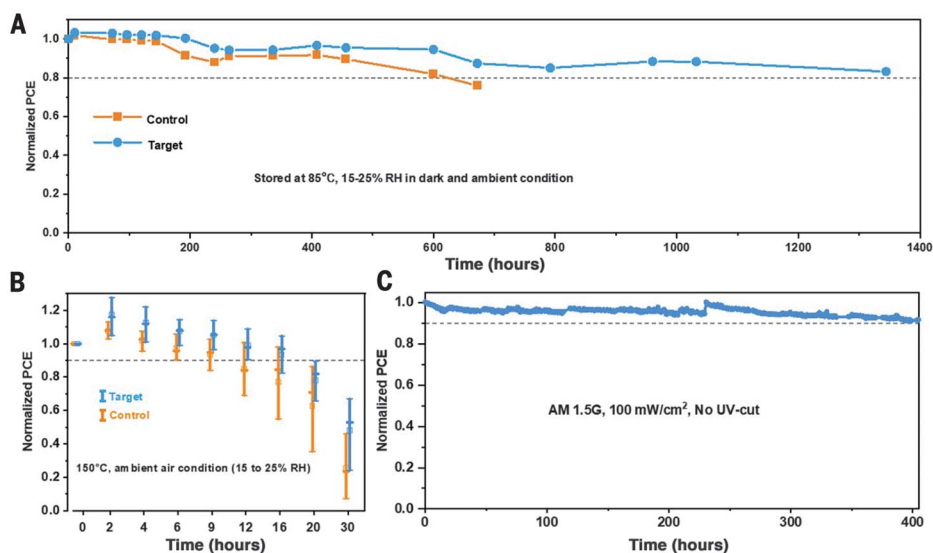 A
Normalized PCE
1.0
0.8
0.6
0.4
0.2
0.0
Control
Target
Stored at 85°C, 15-25% RH in dark and ambient condition
0 200 400 600 800 1000 1200 1400
Time (hours)
B
Normalized PCE
1.2
1.0
0.8
0.6
0.4
0.2
0.0
Target
Control
150°C, ambient air condition (15 to 25% RH)
0 2 4 6 9 12 16 20 30
Time (hours)
C
Normalized PCE
1.0
0.8
0.6
0.4
0.2
0.0
AM 1.5G, 100 mW/cm², No UV-cut
0 100 200 300 400
Time (hours)